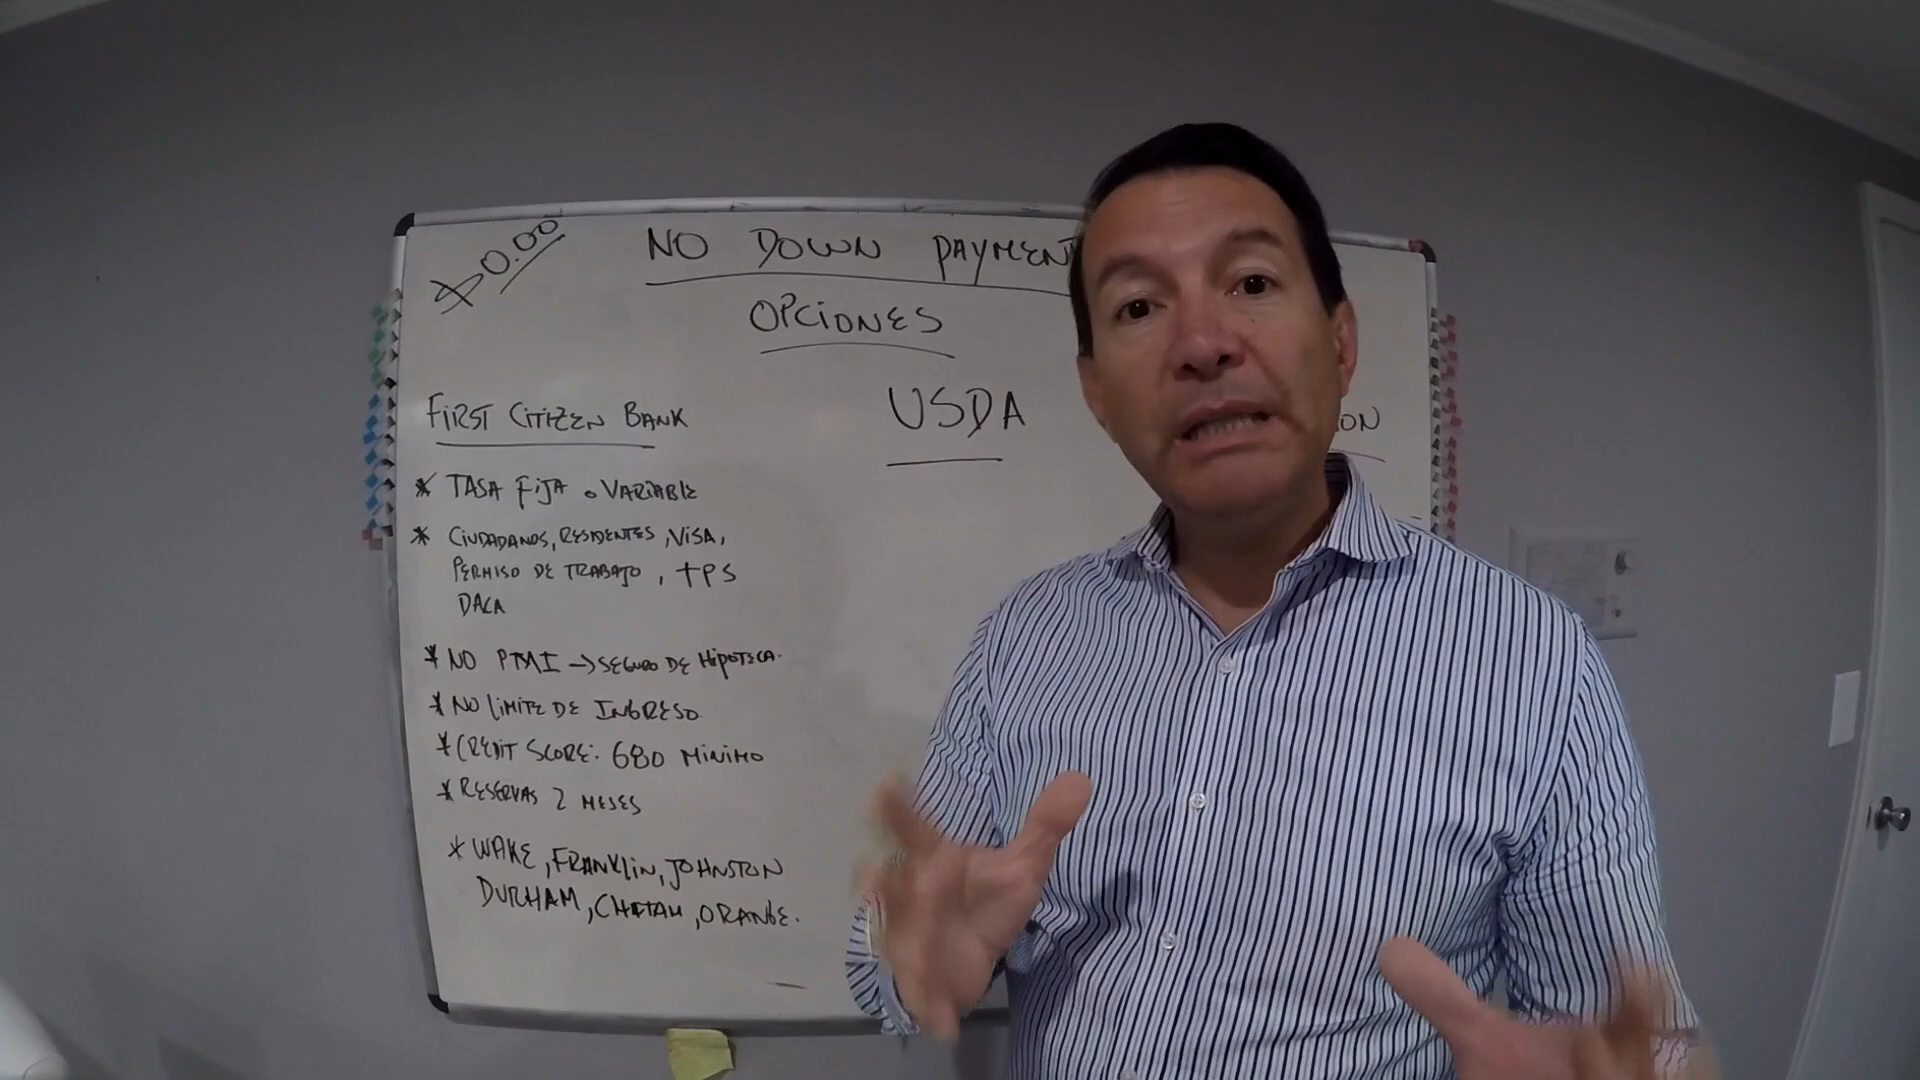 $0.00
NO DOWN PAYMENT
OPCIONES
FIRST CITIZEN BANK
* TASA FIJA o VARIABLE
* CIUDADANOS, RESIDENTES, VISA,
PERMISO DE TRABAJO, TPS
DACA
* NO PMI → SEGURO DE HIPOTECA.
* NO LIMITE DE INGRESO
* CREDIT SCORE: 680 MINIMO
* RESERVAS 2 MESES
* WAKE, FRANKLIN, JOHNSTON
DURHAM, CHATAM, ORANGE.
USDA
ON